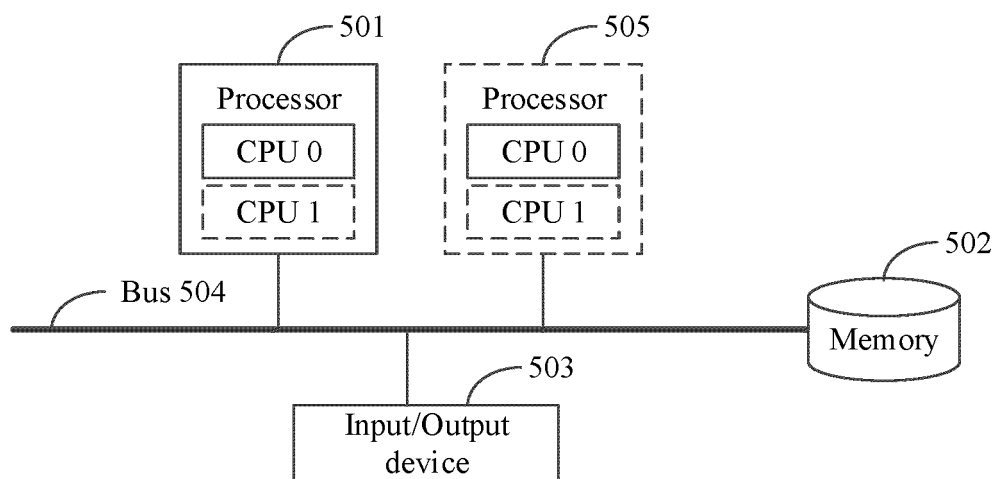 501
505
Processor
Processor
CPU 0
CPU 0
CPU 1
CPU 1
502
Bus 504
Memory
503
Input/Output
device